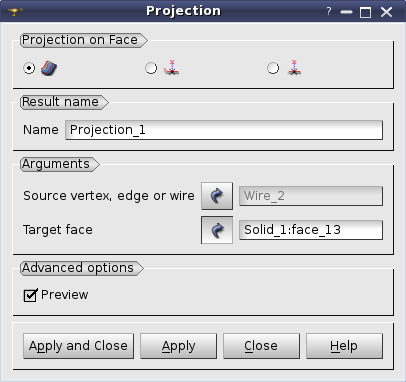 Projection
Projection on Face
Result name
Name Projection_1
Arguments
Source vertex, edge or wire Wire_2
Target face Solid_1:face_13
Advanced options
Preview
Apply and Close Apply Close Help